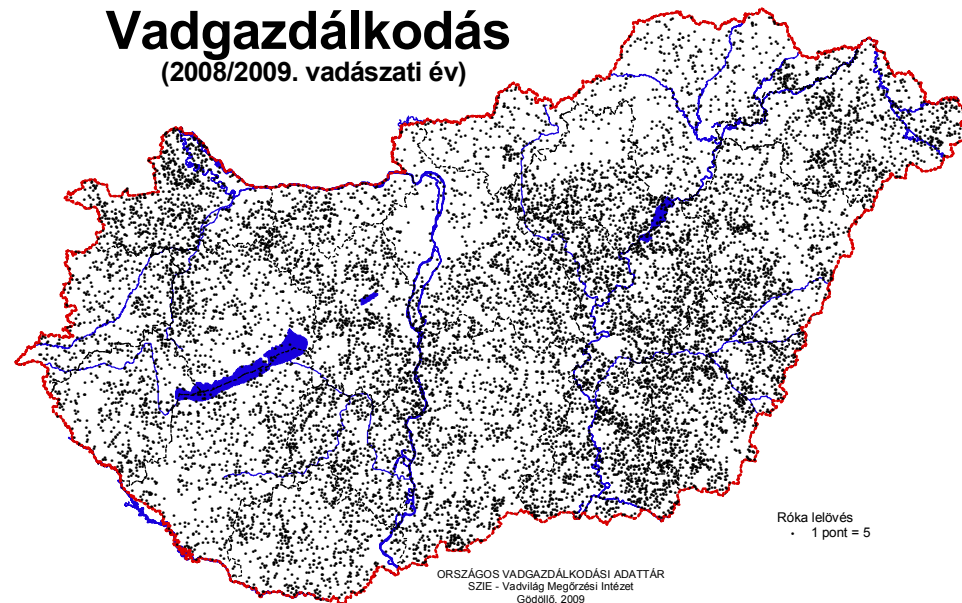 Vadgazdálkodás
(2008/2009. vadászati év)
Róka lelövés
1 pont = 5
ORSZÁGOS VADGAZDÁLKODÁSI ADATTÁR
SZIE - Vadvilág Megőrzési Intézet
Gödöllő, 2009